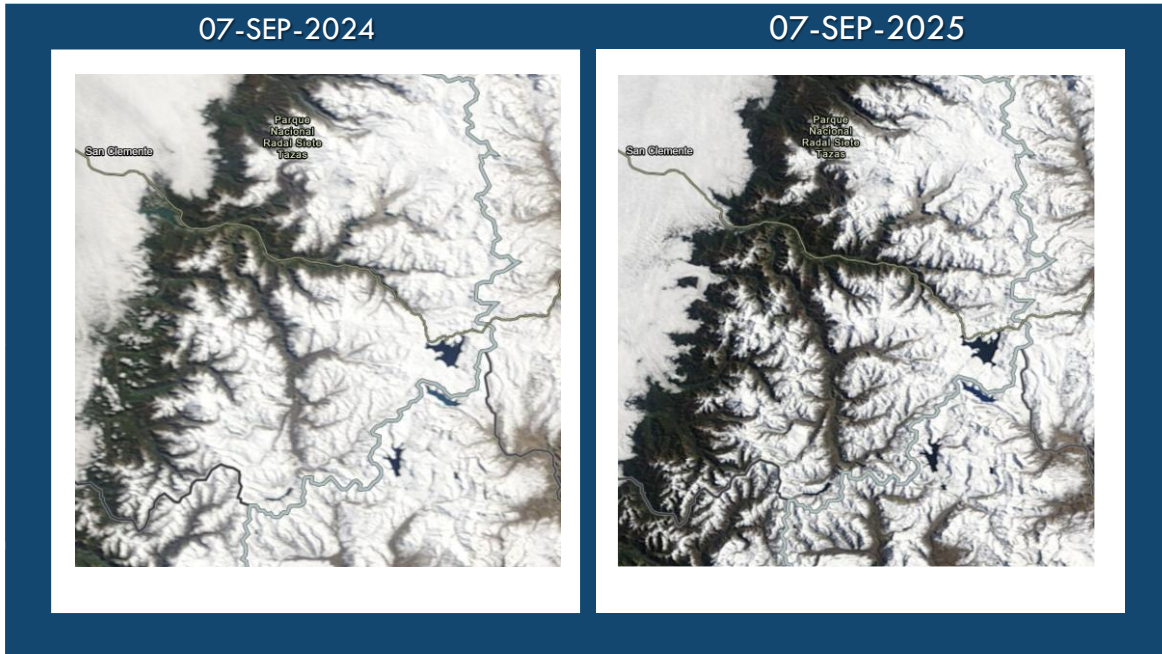 07-SEP-2024
07-SEP-2025
San Clemente
Parque
Nacional
Radal Siete
Tazas
San Clemente
Parque
Nacional
Radal Siete
Tazas